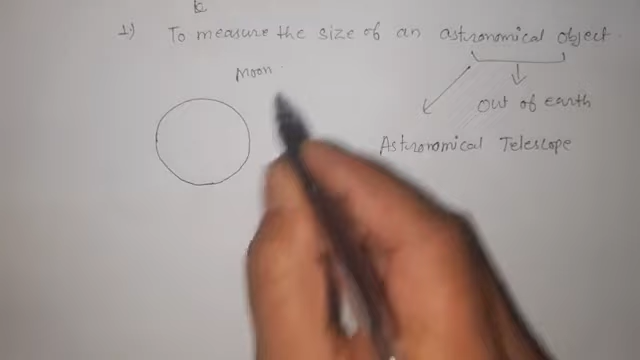 1) To measure the size of an astronomical object.
Moon
out of earth
Astronomical Telescope